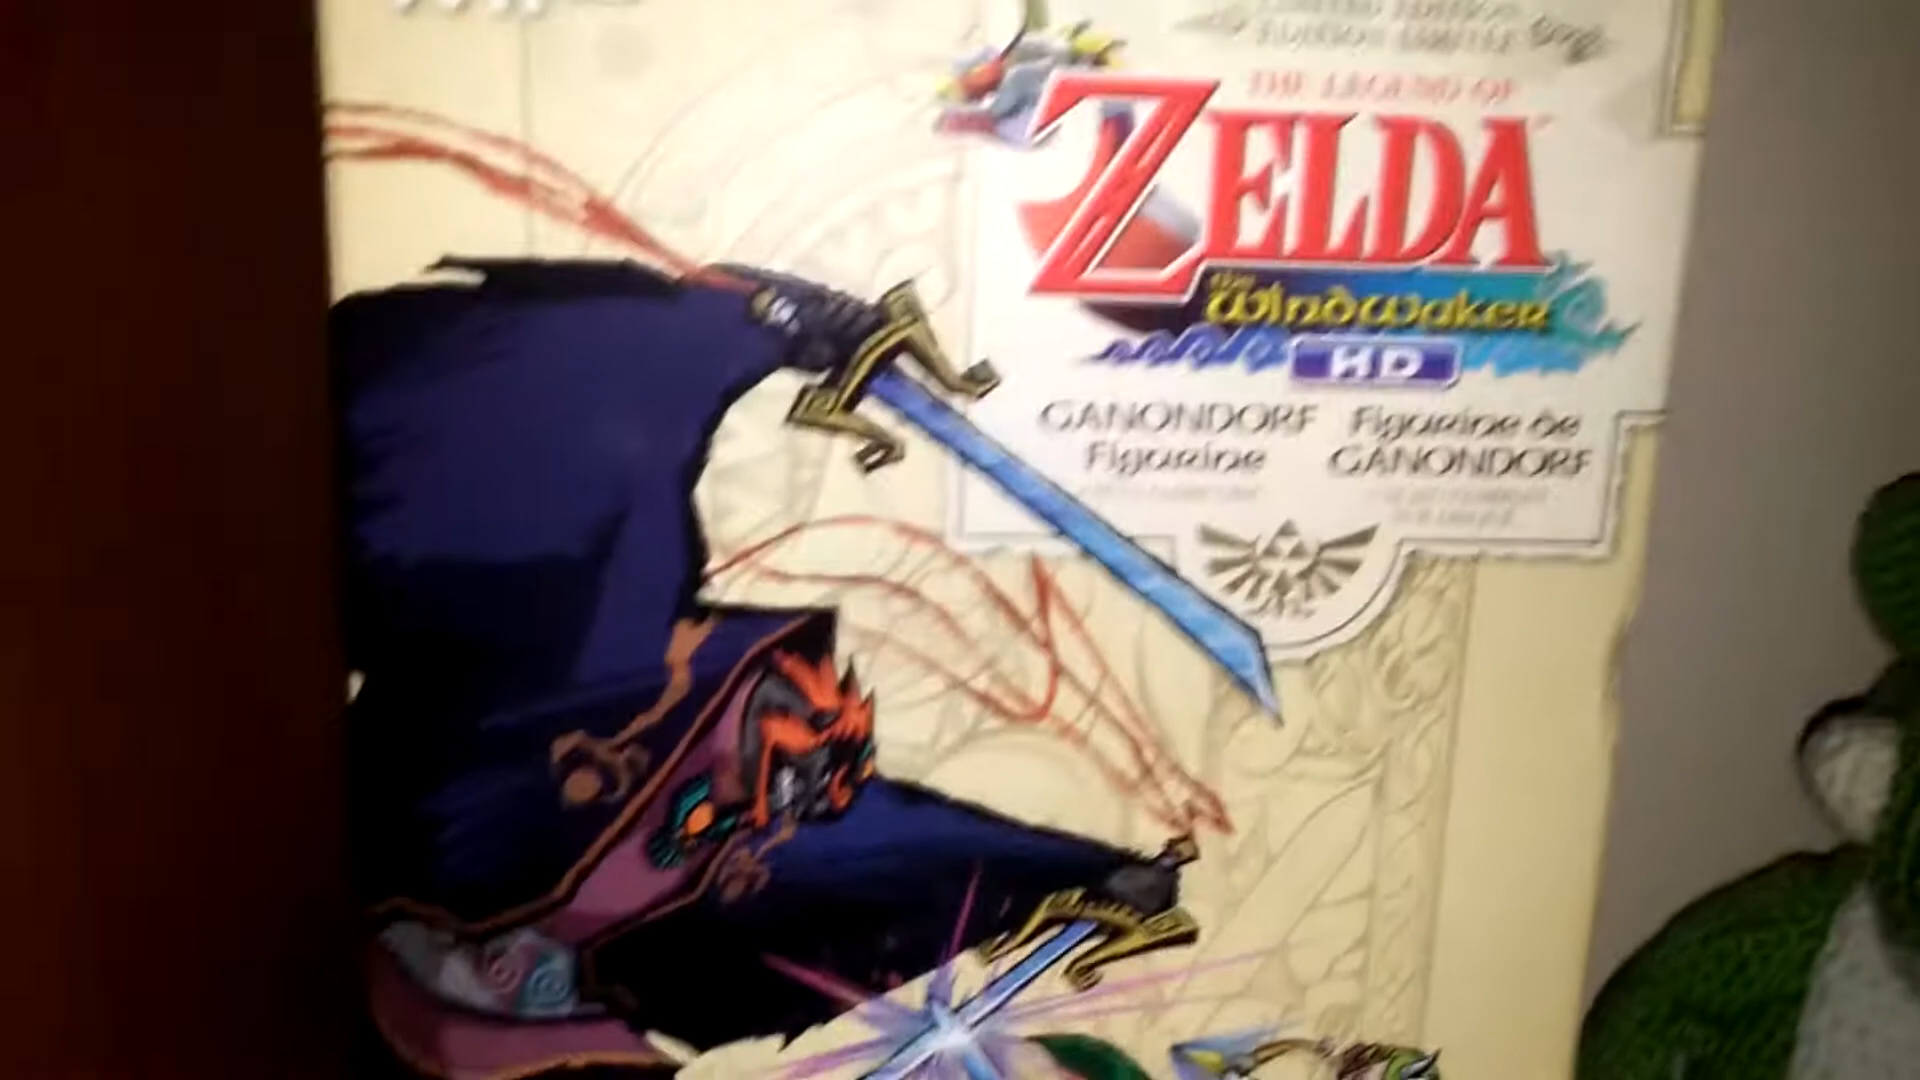 THE LEGEND OF
ZELDA
the
Windwaker
HD
GANONDORF
Figurine
Figurine de
GANONDORF